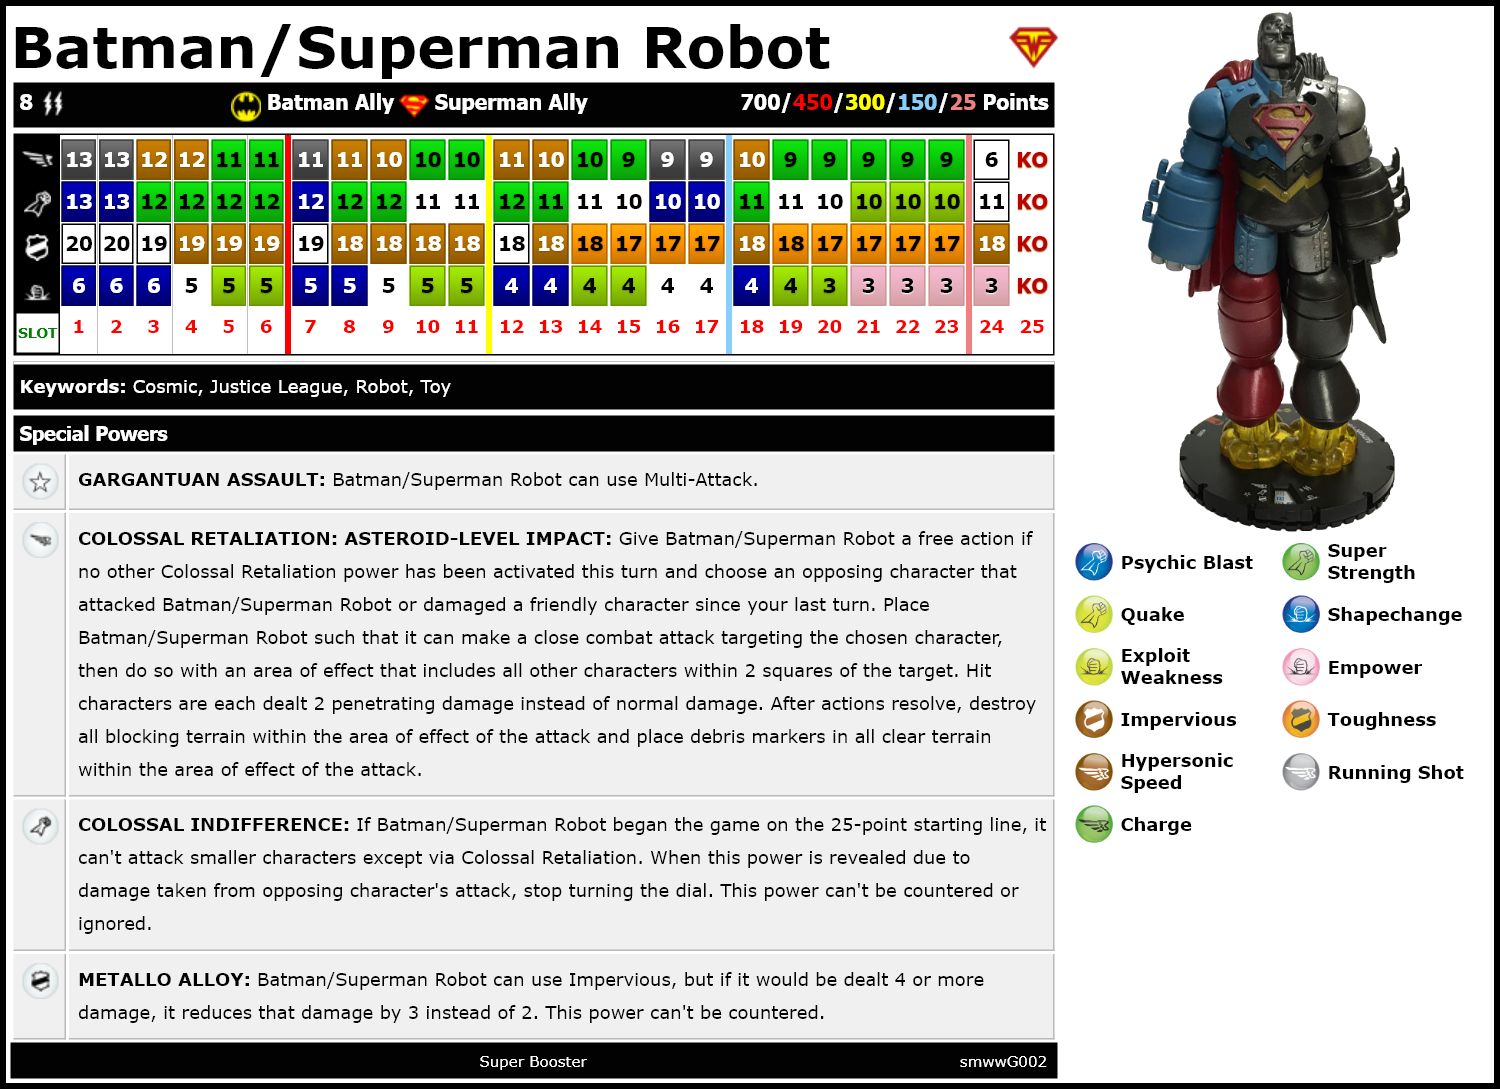 Batman/Superman Robot
8 Batman Ally Superman Ally 700/450/300/150/25 Points
13 13 12 12 11 11 11 11 10 10 10 11 10 10 9 9 9 10 9 9 9 9 9 6 KO
13 13 12 12 12 12 12 12 12 11 11 12 11 11 10 10 10 11 11 10 10 10 10 11 KO
20 20 19 19 19 19 19 18 18 18 18 18 18 18 17 17 17 18 18 17 17 17 17 18 KO
6 6 6 5 5 5 5 5 5 5 5 4 4 4 4 4 4 4 4 3 3 3 3 3 KO
SLOT 1 2 3 4 5 6 7 8 9 10 11 12 13 14 15 16 17 18 19 20 21 22 23 24 25
Keywords: Cosmic, Justice League, Robot, Toy
Special Powers
GARGANTUAN ASSAULT: Batman/Superman Robot can use Multi-Attack.
COLOSSAL RETALIATION: ASTEROID-LEVEL IMPACT: Give Batman/Superman Robot a free action if
no other Colossal Retaliation power has been activated this turn and choose an opposing character that
attacked Batman/Superman Robot or damaged a friendly character since your last turn. Place
Batman/Superman Robot such that it can make a close combat attack targeting the chosen character,
then do so with an area of effect that includes all other characters within 2 squares of the target. Hit
characters are each dealt 2 penetrating damage instead of normal damage. After actions resolve, destroy
all blocking terrain within the area of effect of the attack and place debris markers in all clear terrain
within the area of effect of the attack.
COLOSSAL INDIFFERENCE: If Batman/Superman Robot began the game on the 25-point starting line, it
can't attack smaller characters except via Colossal Retaliation. When this power is revealed due to
damage taken from opposing character's attack, stop turning the dial. This power can't be countered or
ignored.
METALLO ALLOY: Batman/Superman Robot can use Impervious, but if it would be dealt 4 or more
damage, it reduces that damage by 3 instead of 2. This power can't be countered.
Super Booster
smwwG002
Psychic Blast
Super
Strength
Quake
Shapechange
Exploit
Weakness
Empower
Impervious
Toughness
Hypersonic
Speed
Running Shot
Charge